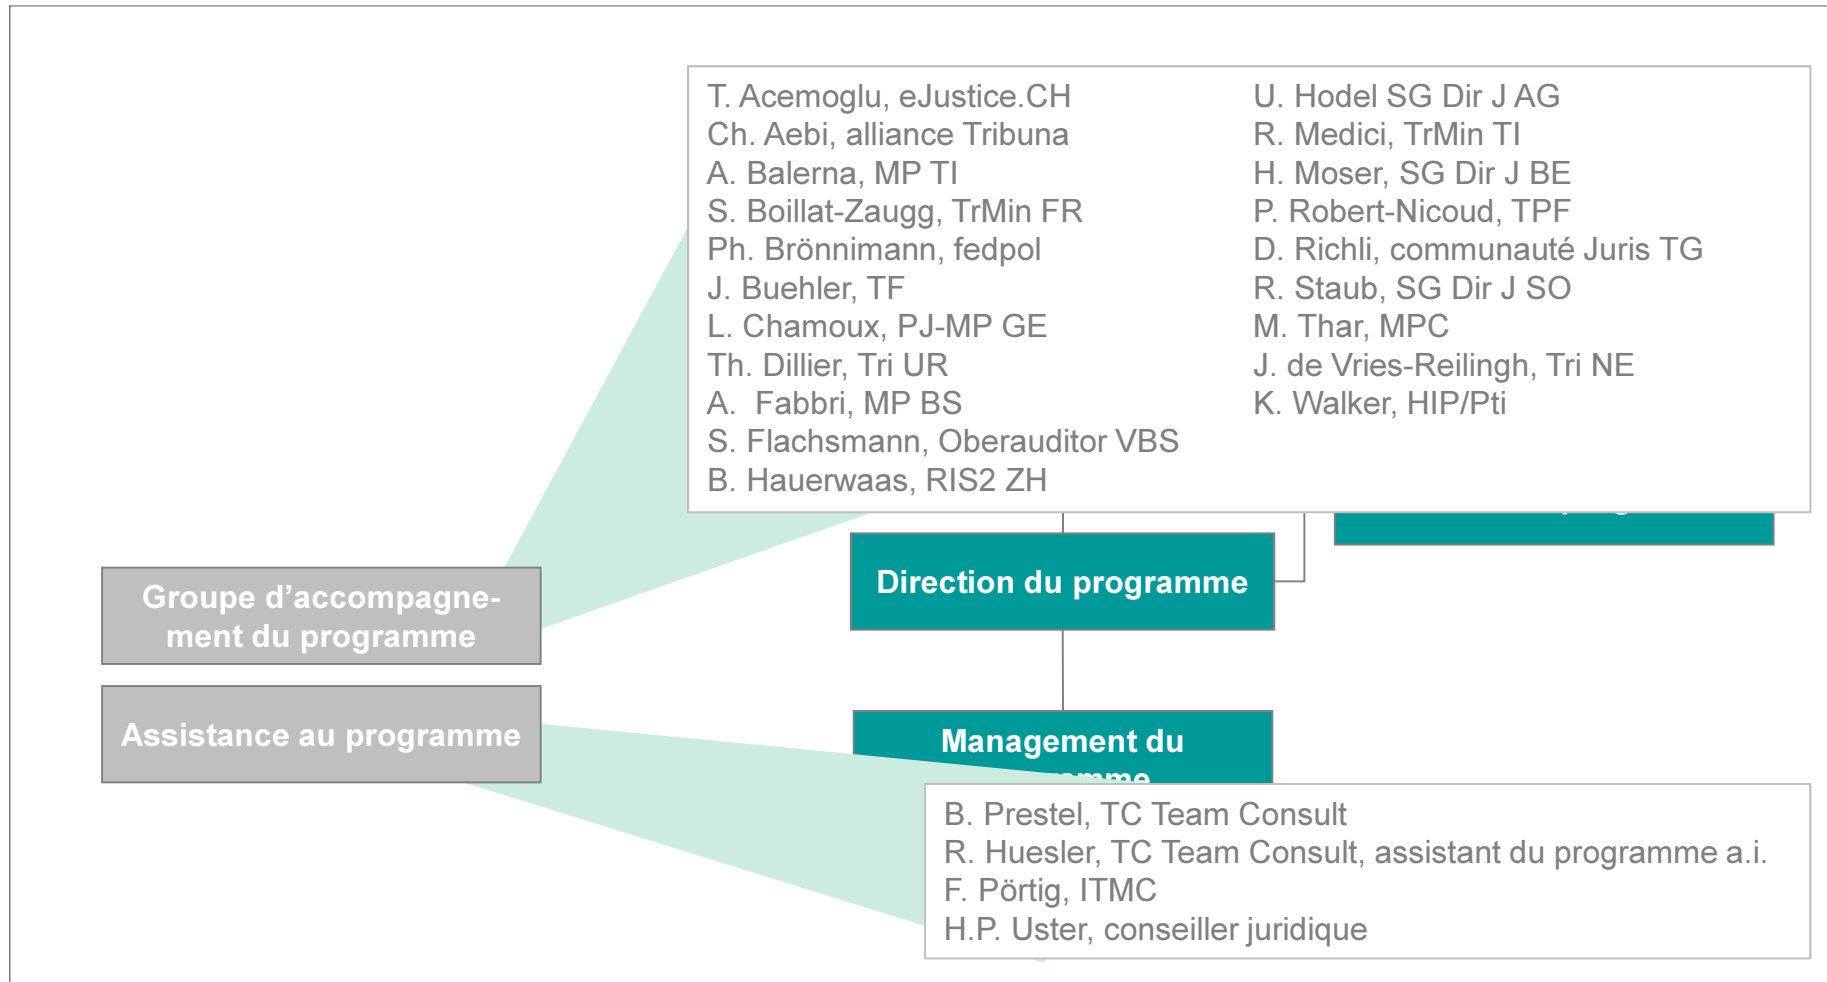 T. Acemoglu, eJustice.CH
Ch. Aebi, alliance Tribuna
A. Balerna, MP TI
S. Boillat-Zaugg, TrMin FR
Ph. Brönnimann, fedpol
J. Buehler, TF
L. Chamoux, PJ-MP GE
Th. Dillier, Tri UR
A.  Fabbri, MP BS
S. Flachsmann, Oberauditor VBS
B. Hauerwaas, RIS2 ZH
U. Hodel SG Dir J AG
R. Medici, TrMin TI
H. Moser, SG Dir J BE
P. Robert-Nicoud, TPF
D. Richli, communauté Juris TG
R. Staub, SG Dir J SO
M. Thar, MPC
J. de Vries-Reilingh, Tri NE
K. Walker, HIP/Pti
Direction du programme
Groupe d’accompagne-
ment du programme
Assistance au programme
Management du
B. Prestel, TC Team Consult
R. Huesler, TC Team Consult, assistant du programme a.i.
F. Pörtig, ITMC
H.P. Uster, conseiller juridique